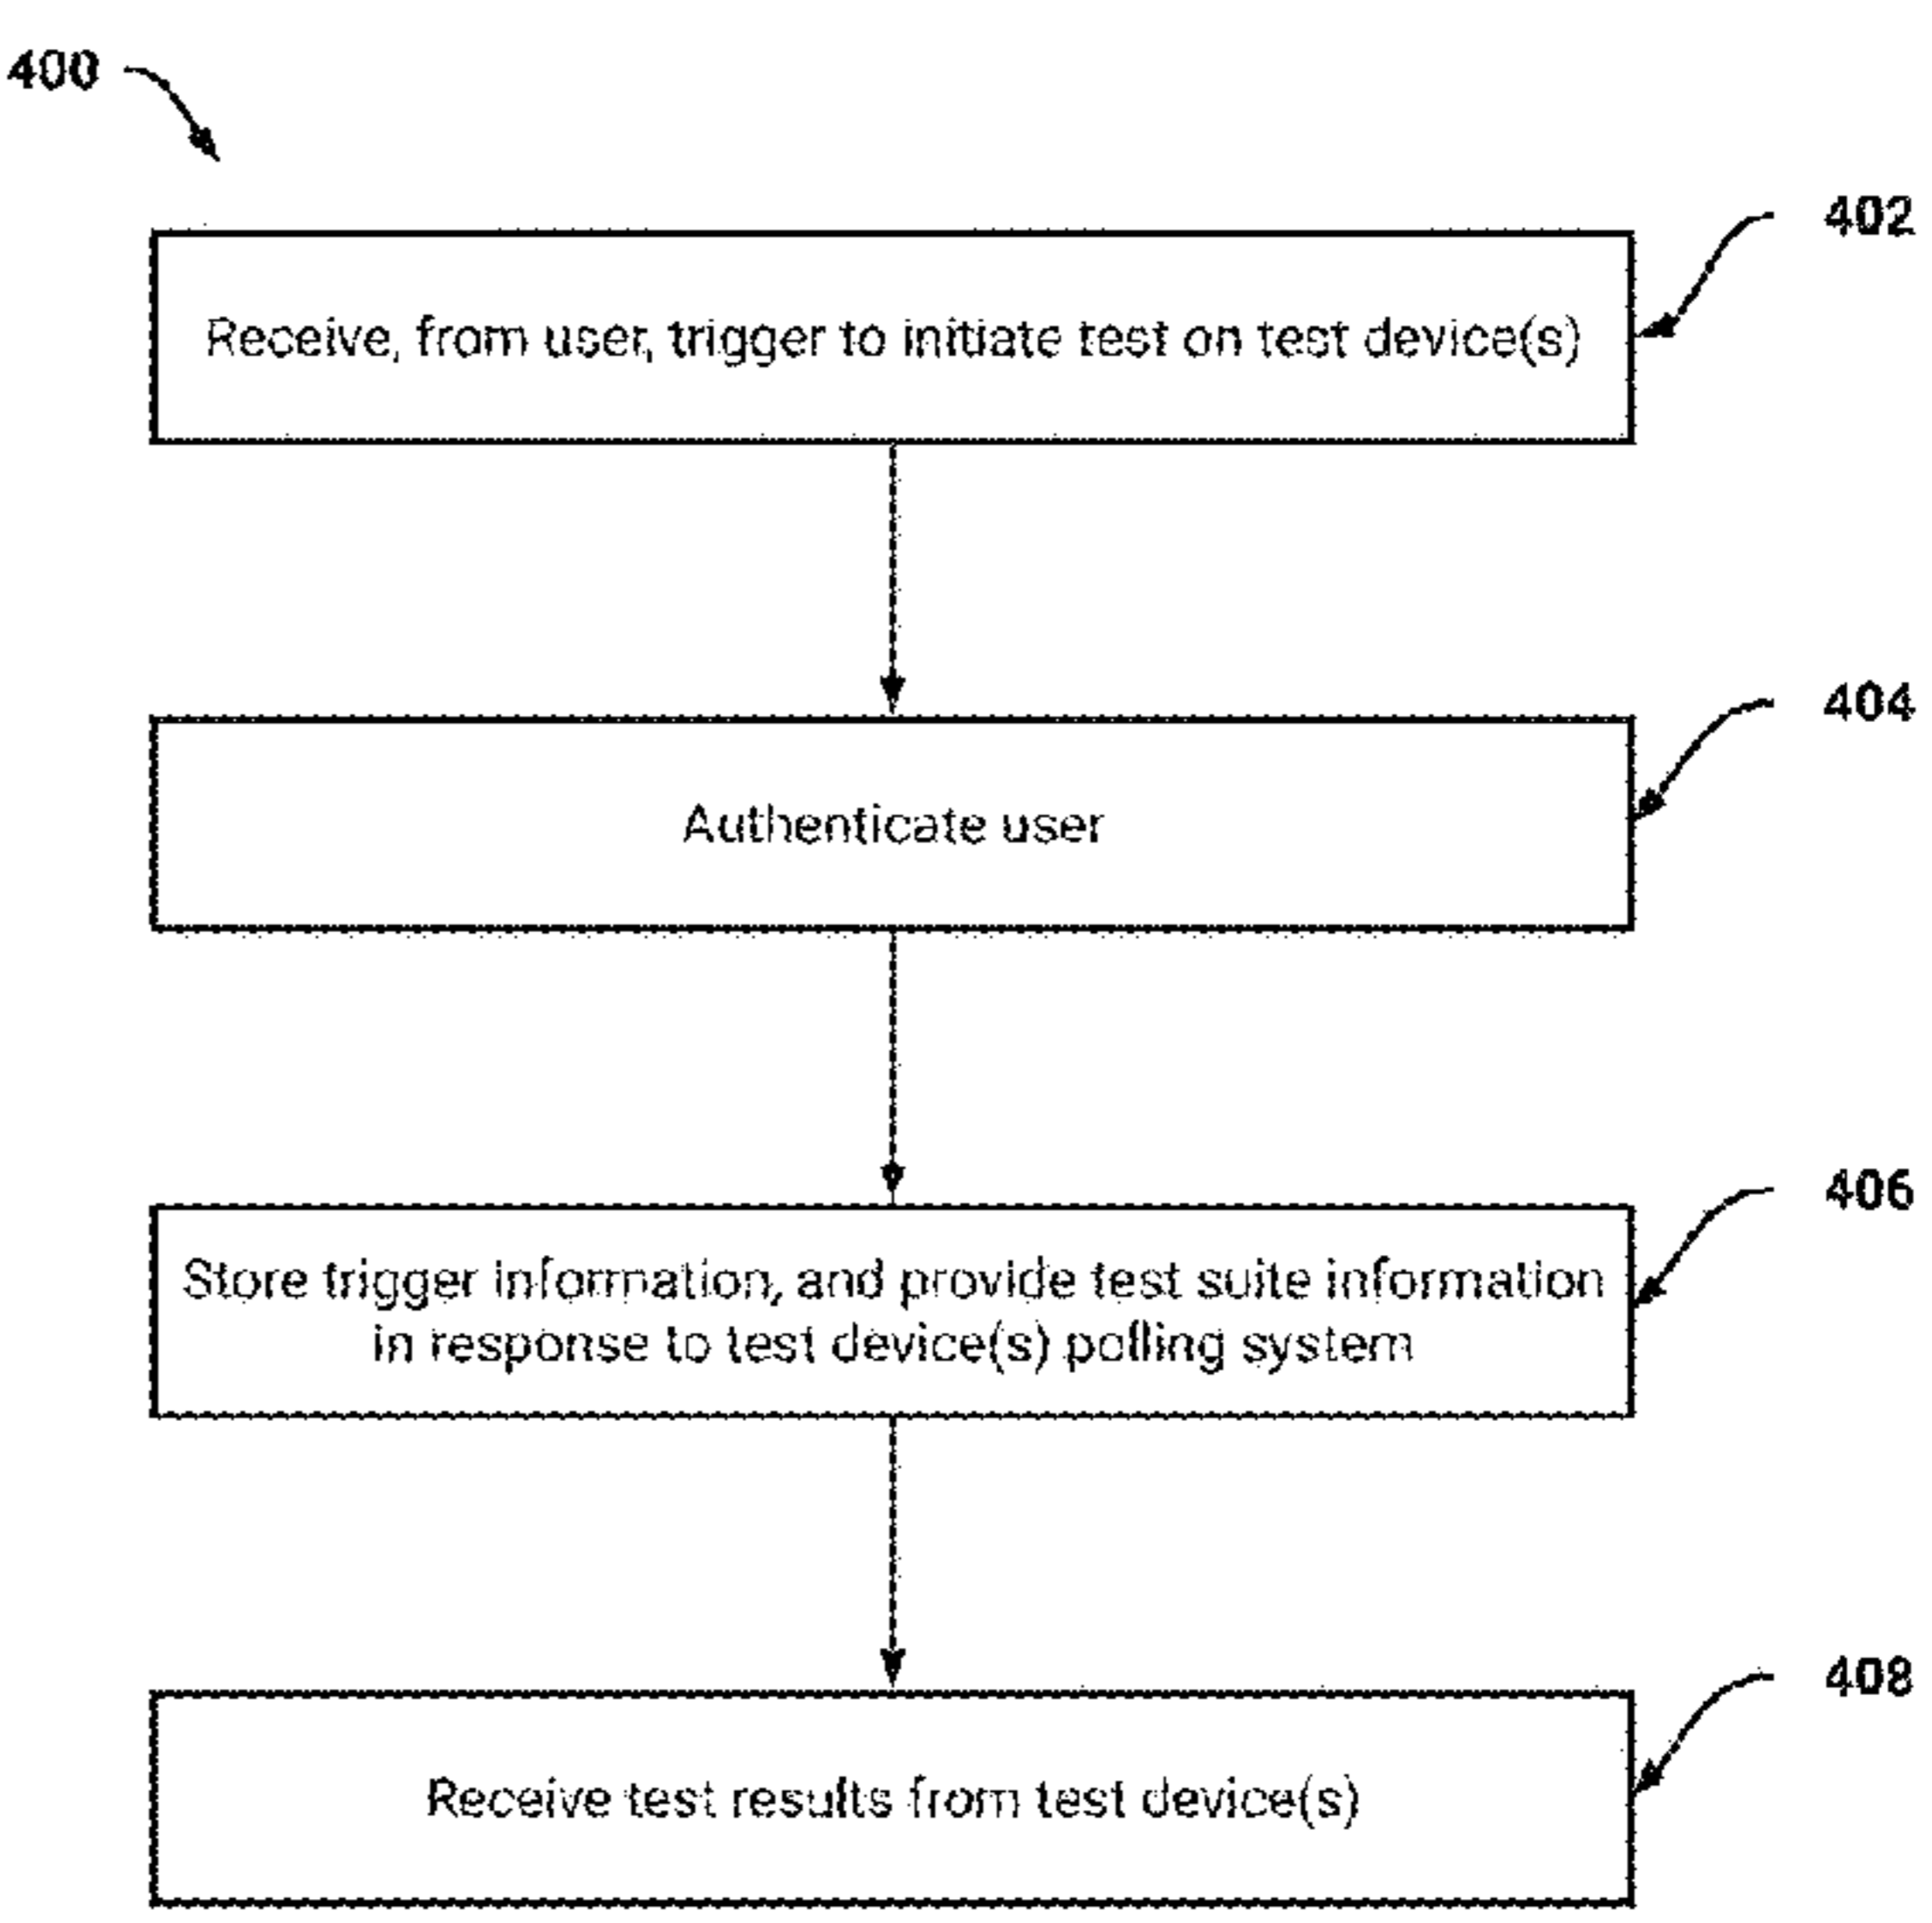 400
402
Receive, from user, trigger to initiate test on test device(s)
404
Authenticate user
406
Store trigger information, and provide test suite information
in response to test device(s) polling system
408
Receive test results from test device(s)